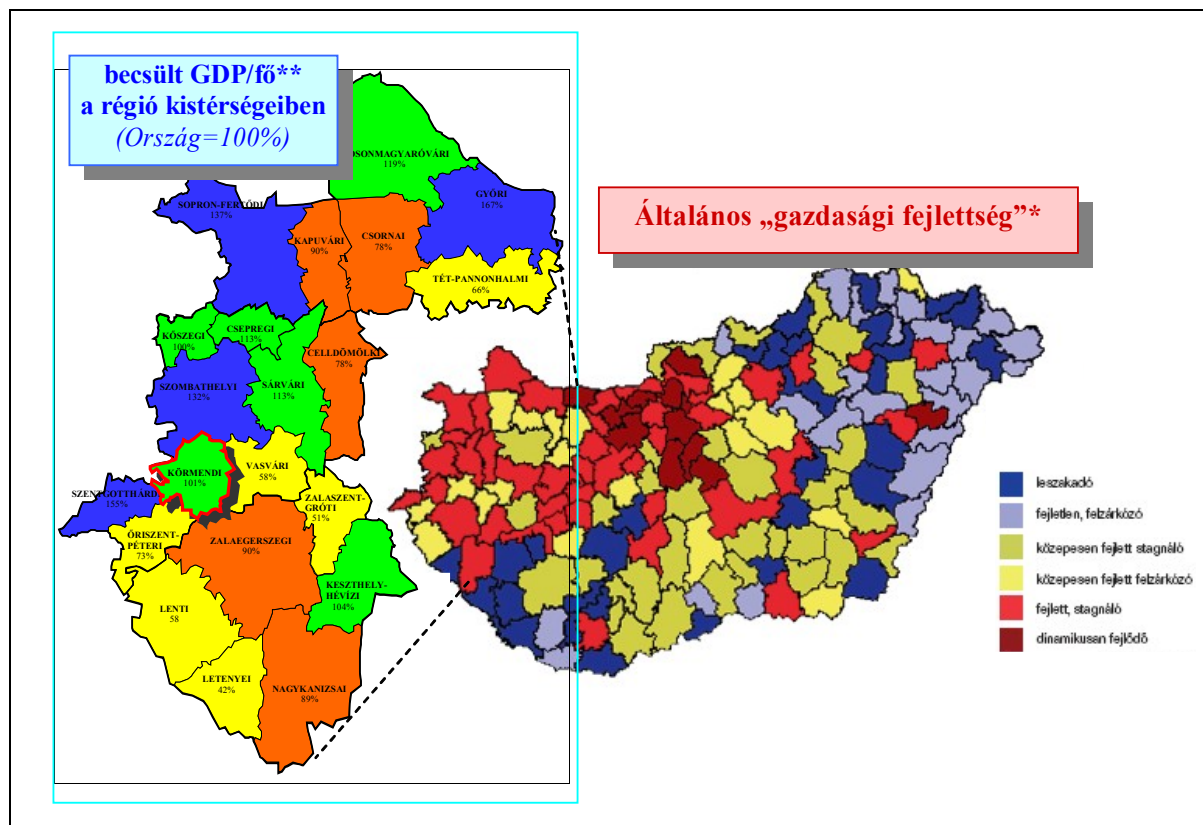 becsült GDP/fő**
a régió kistérségeiben
(Ország=100%)
OSONMAGYARÓVÁRI
119%
GYŐRI
167%
SOPRON-FERTŐDI
137%
KAPUVÁRI
90%
CSORNAI
78%
TÉT-PANNONHALMI
66%
KŐSZEGI
100%
CSEPREGI
113%
CELLDÖMÖLKI
78%
SZOMBATHELYI
132%
SÁRVÁRI
113%
KÖRMENDI
101%
VASVÁRI
58%
SZENTGOTTHÁRD
155%
ZALASZENT-
GRÓTI
51%
ŐRISZENT-
PÉTERI
73%
ZALAEGERSZEGI
90%
KESZTHELY-
HÉVÍZI
104%
LENTI
58
LETENYEI
42%
NAGYKANIZSAI
89%
Általános „gazdasági fejlettség”*
leszakadó
fejletlen, felzárkózó
közepesen fejlett stagnáló
közepesen fejlett felzárkózó
fejlett, stagnáló
dinamikusan fejlődő